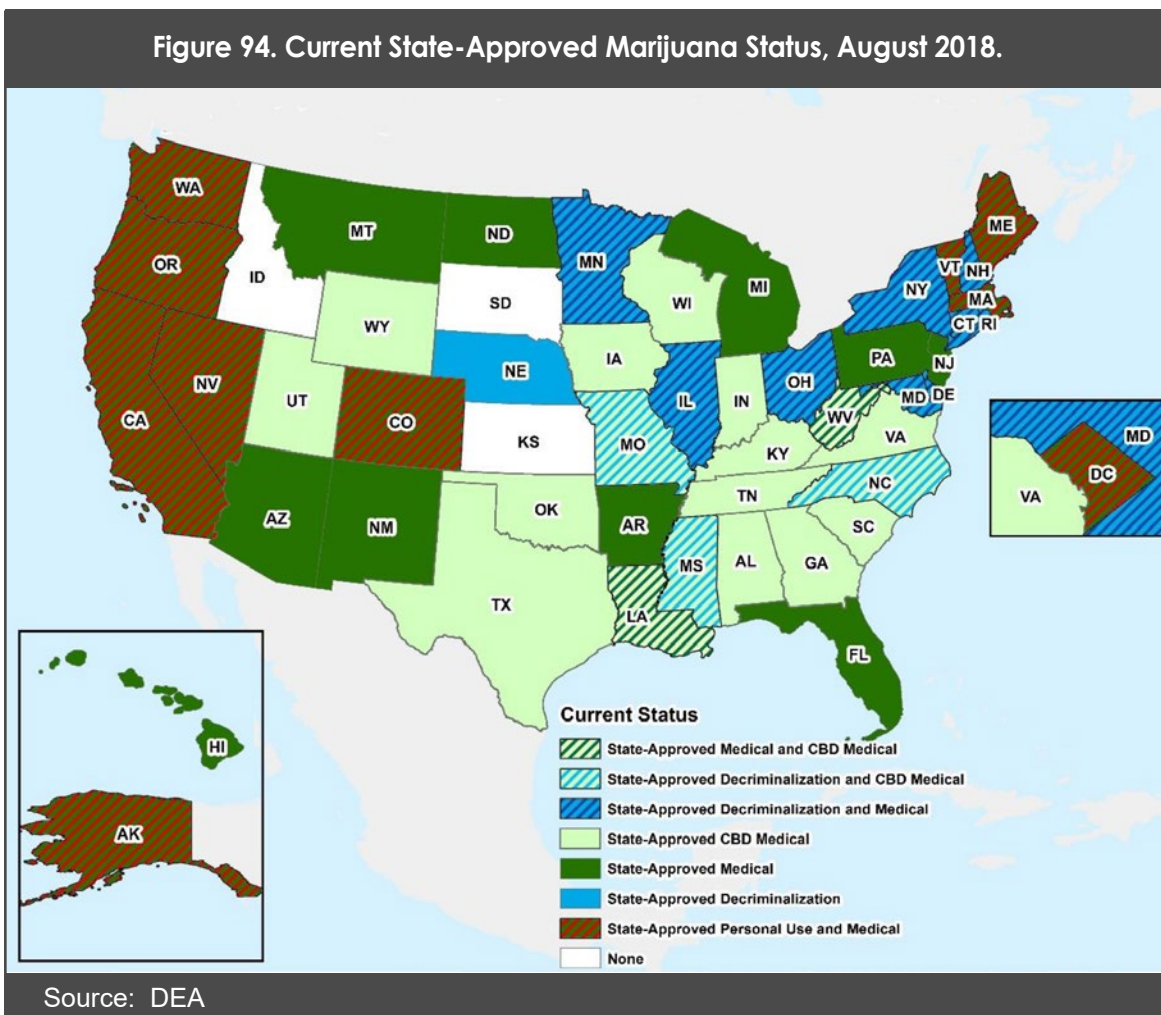 Figure 94. Current State-Approved Marijuana Status, August 2018.
WA
MT
ND
MN
ME
OR
ID
SD
WI
MI
NY
VT
NH
MA
CT
RI
WY
IA
NE
PA
NJ
NV
UT
CO
IL
IN
OH
MD
DE
CA
KS
MO
WV
VA
KY
NC
AZ
NM
OK
AR
TN
SC
MS
AL
GA
TX
LA
FL
MD
DC
VA
HI
AK
Current Status
State-Approved Medical and CBD Medical
State-Approved Decriminalization and CBD Medical
State-Approved Decriminalization and Medical
State-Approved CBD Medical
State-Approved Medical
State-Approved Decriminalization
State-Approved Personal Use and Medical
None
Source: DEA